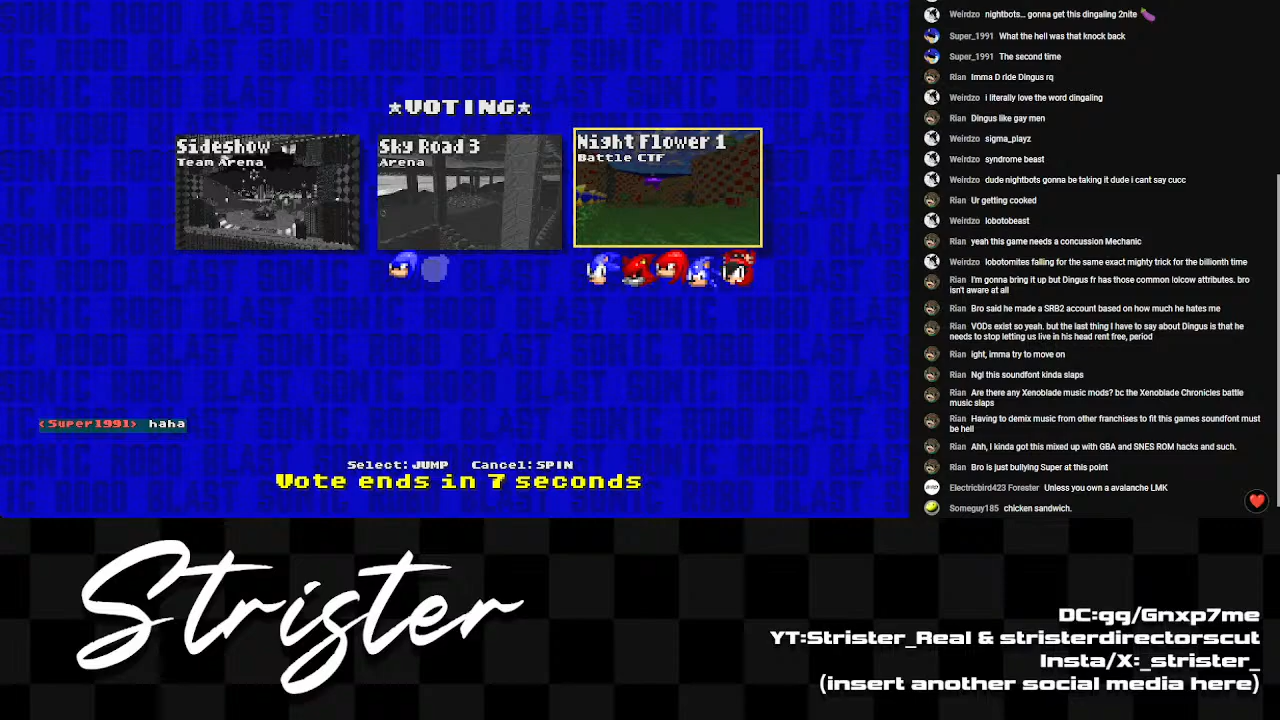 SONIC ROBO BLAST
*VOTING*
Sideshow
Team Arena
Sky Road 3
Arena
Night Flower 1
Battle CTF
<Super1991> haha
Select:JUMP Cancel:SPIN
Vote ends in 7 seconds
Weirdzo nightbots... gonna get this dingaling 2nite 🍆
Super_1991 What the hell was that knock back
Super_1991 The second time
Rian Imma D ride Dingus rq
Weirdzo i literally love the word dingaling
Rian Dingus like gay men
Weirdzo sigma_playz
Weirdzo syndrome beast
Weirdzo dude nightbots gonna be taking it dude i cant say cucc
Rian Ur getting cooked
Weirdzo lobotobeast
Rian yeah this game needs a concussion Mechanic
Weirdzo lobotomites falling for the same exact mighty trick for the billionth time
Rian I'm gonna bring it up but Dingus fr has those common lolcow attributes. bro
isn't aware at all
Rian Bro said he made a SRB2 account based on how much he hates me
Rian VODs exist so yeah. but the last thing I have to say about Dingus is that he
needs to stop letting us live in his head rent free, period
Rian ight, imma try to move on
Rian Ngl this soundfont kinda slaps
Rian Are there any Xenoblade music mods? bc the Xenoblade Chronicles battle
music slaps
Rian Having to demix music from other franchises to fit this games soundfont must
be hell
Rian Ahh, I kinda got this mixed up with GBA and SNES ROM hacks and such.
Rian Bro is just bullying Super at this point
Electricbird423 Forester Unless you own a avalanche LMK
Someguy185 chicken sandwich.
Strister
DC:gg/Gnxp7me
YT:Strister_Real & stristerdirectorscut
Insta/X:_strister_
(insert another social media here)